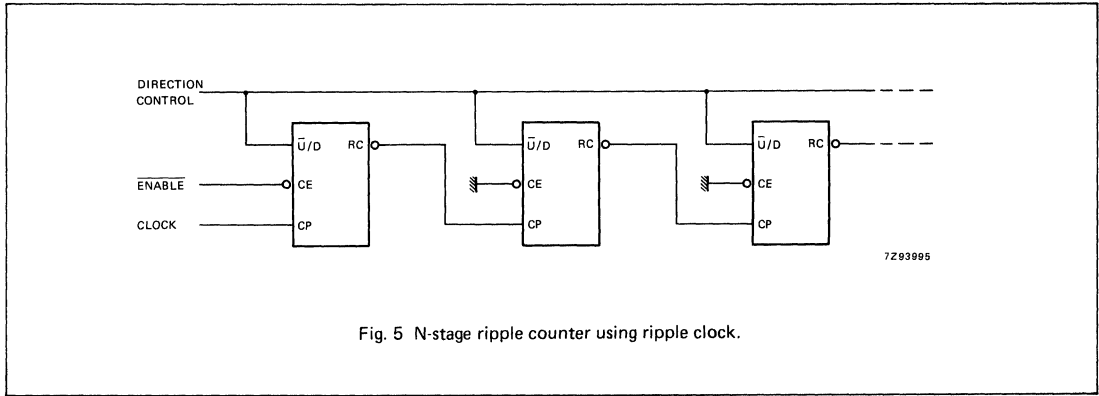 DIRECTION
CONTROL
U̅/D RC
U̅/D RC
U̅/D RC
E̅N̅A̅B̅L̅E̅ CE
CE
CE
CLOCK CP
CP
CP
7Z93995
Fig. 5 N-stage ripple counter using ripple clock.